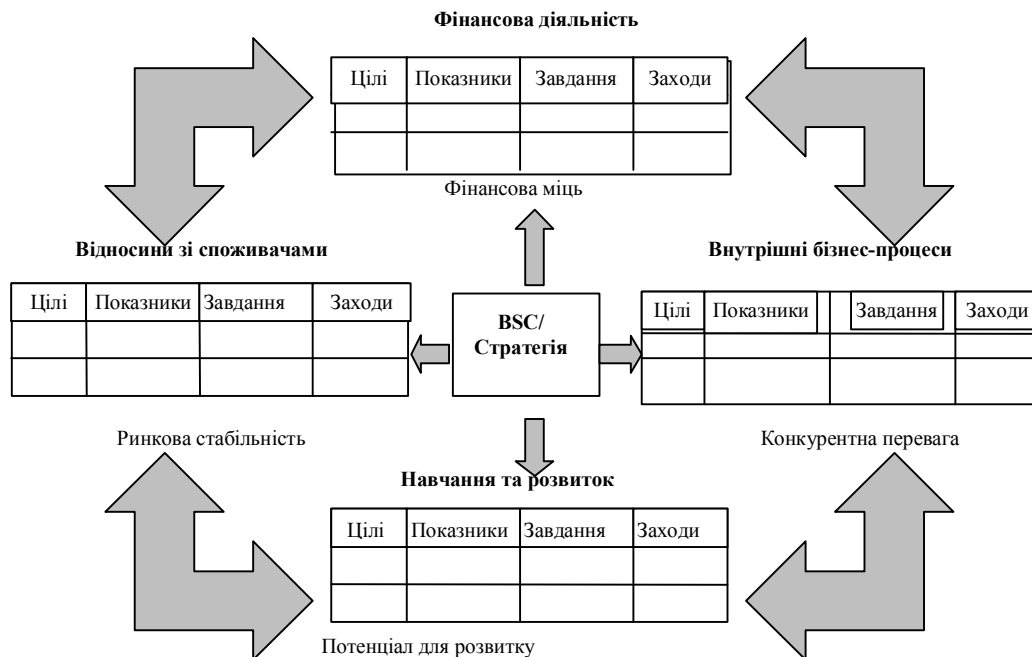 Фінансова діяльність
Цілі Показники Завдання Заходи
Фінансова міць
Відносини зі споживачами
Цілі Показники Завдання Заходи
BSC/
Стратегія
Внутрішні бізнес-процеси
Цілі Показники Завдання Заходи
Ринкова стабільність
Конкурентна перевага
Навчання та розвиток
Цілі Показники Завдання Заходи
Потенціал для розвитку